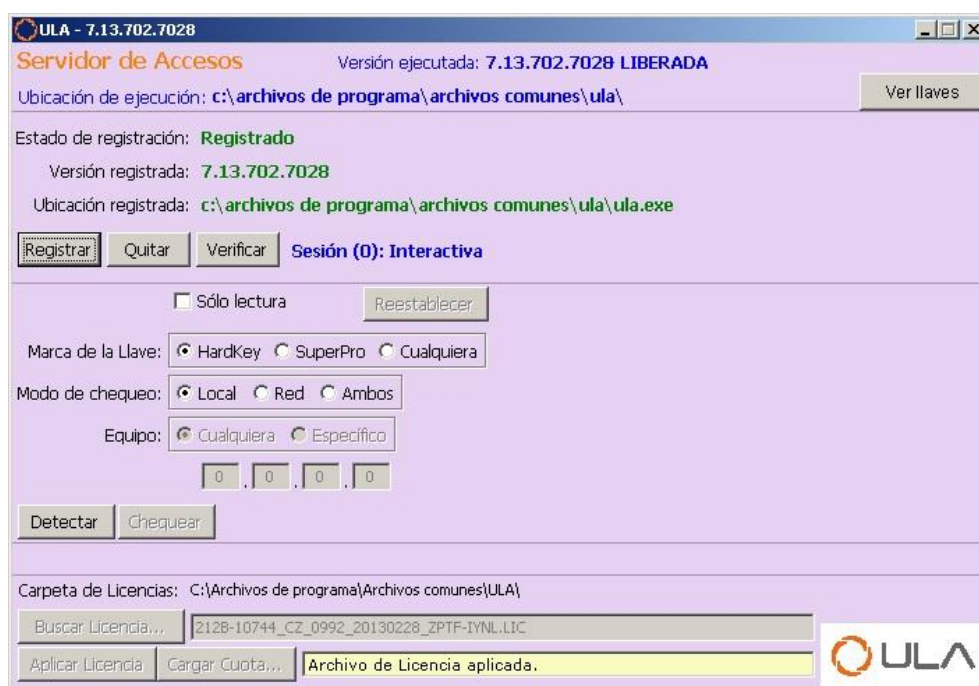 ULA - 7.13.702.7028
Servidor de Accesos Versión ejecutada: 7.13.702.7028 LIBERADA
Ubicación de ejecución: c:\archivos de programa\archivos comunes\ula\ Ver llaves
Estado de registración: Registrado
Versión registrada: 7.13.702.7028
Ubicación registrada: c:\archivos de programa\archivos comunes\ula\ula.exe
Registrar Quitar Verificar Sesión (0): Interactiva
Sólo lectura Reestablecer
Marca de la Llave: HardKey SuperPro Cualquiera
Modo de chequeo: Local Red Ambos
Equipo: Cualquiera Específico
0 . 0 . 0 . 0
Detectar Chequear
Carpeta de Licencias: C:\Archivos de programa\Archivos comunes\ULA\
Buscar Licencia... 212B-10744_CZ_0992_20130228_ZPTF-IYNL.LIC
Aplicar Licencia Cargar Cuota... Archivo de Licencia aplicada.
ULA